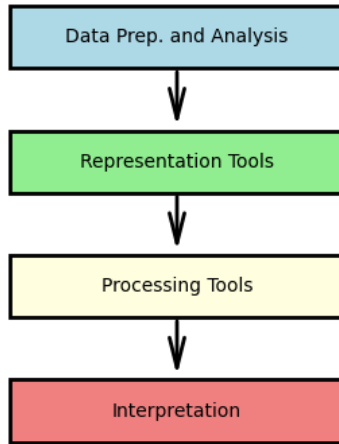 Data Prep. and Analysis
Representation Tools
Processing Tools
Interpretation